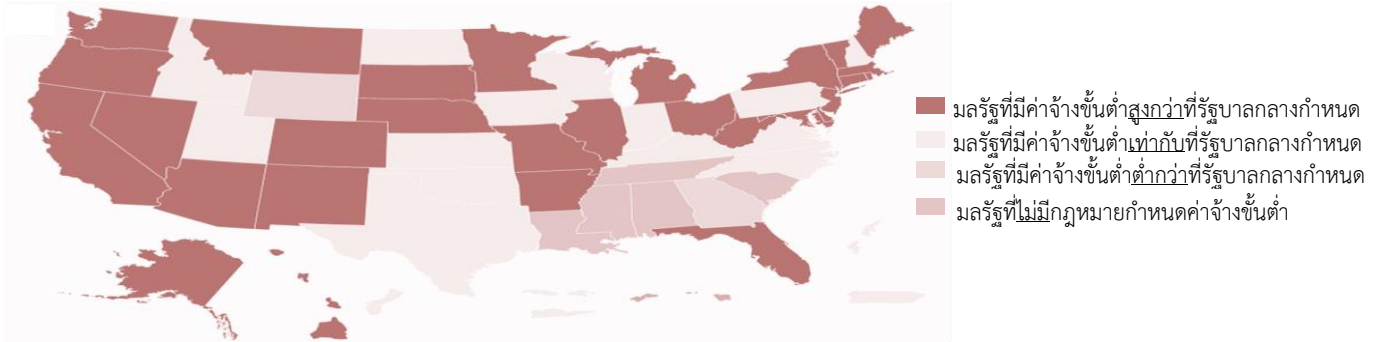 มลรัฐที่มีค่าจ้างขั้นต่ำสูงกว่าที่รัฐบาลกลางกำหนด
มลรัฐที่มีค่าจ้างขั้นต่ำเท่ากับที่รัฐบาลกลางกำหนด
มลรัฐที่มีค่าจ้างขั้นต่ำต่ำกว่าที่รัฐบาลกลางกำหนด
มลรัฐที่ไม่มีกฎหมายกำหนดค่าจ้างขั้นต่ำ